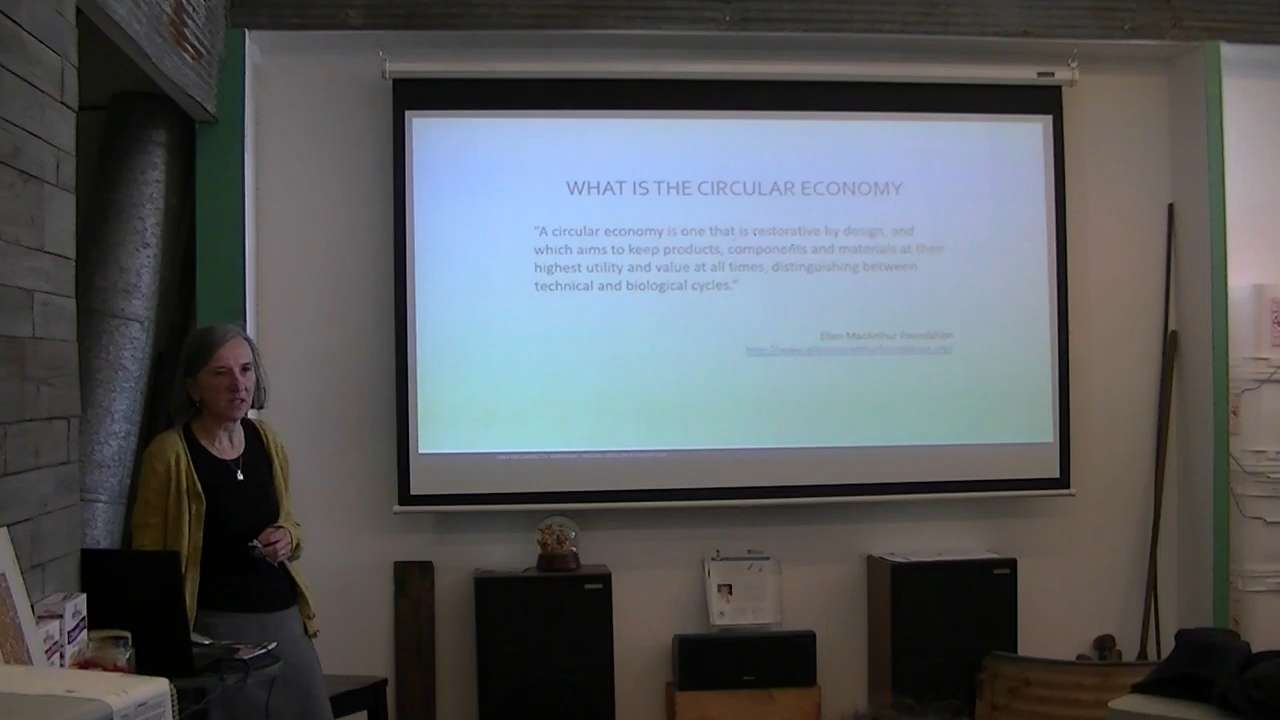 WHAT IS THE CIRCULAR ECONOMY
"A circular economy is one that is restorative by design, and
which aims to keep products, components and materials at their
highest utility and value at all times, distinguishing between
technical and biological cycles."
Ellen MacArthur Foundation